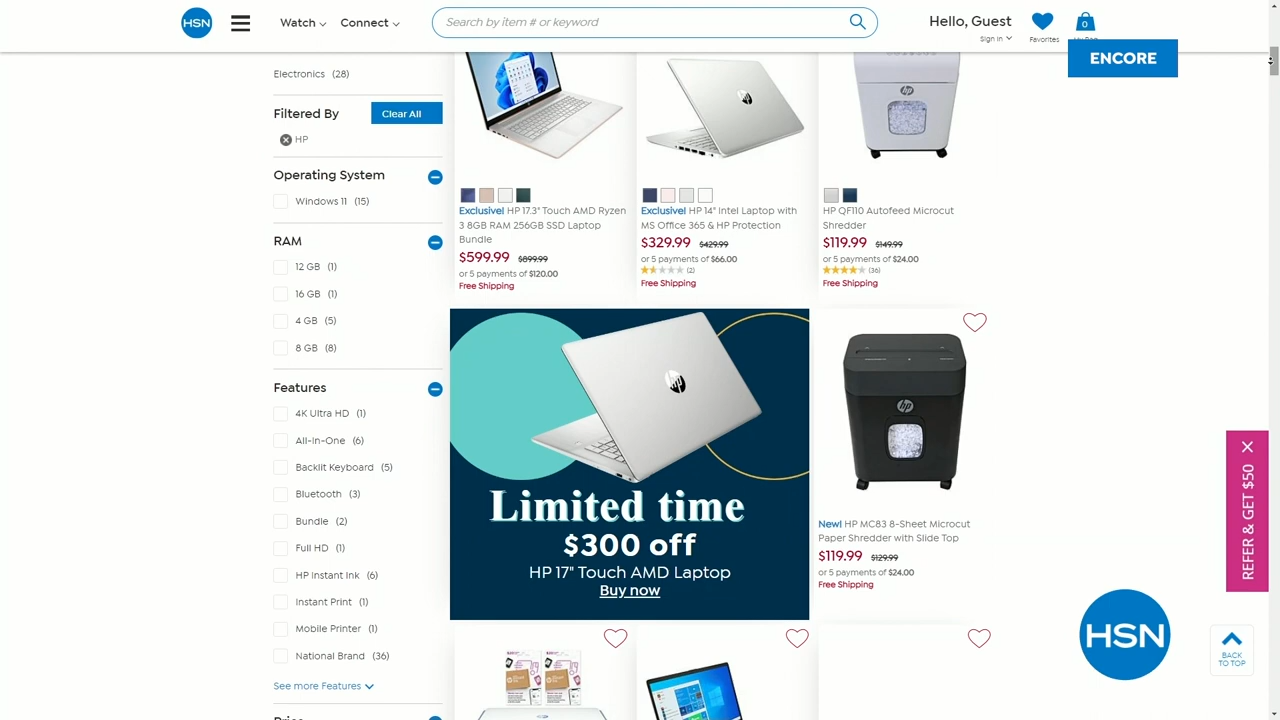 HSN
Watch
Connect
Search by item # or keyword
Hello, Guest
Sign In
Favorites
0
ENCORE
Electronics (28)
Filtered By
Clear All
HP
Operating System
Windows 11 (15)
RAM
12 GB (1)
16 GB (1)
4 GB (5)
8 GB (8)
Features
4K Ultra HD (1)
All-In-One (6)
Backlit Keyboard (5)
Bluetooth (3)
Bundle (2)
Full HD (1)
HP Instant Ink (6)
Instant Print (1)
Mobile Printer (1)
National Brand (36)
See more Features
Price
Exclusive! HP 17.3" Touch AMD Ryzen
3 8GB RAM 256GB SSD Laptop
Bundle
$599.99 $899.99
or 5 payments of $120.00
Free Shipping
hp
Exclusive! HP 14" Intel Laptop with
MS Office 365 & HP Protection
$329.99 $429.99
or 5 payments of $66.00
(2)
Free Shipping
hp
HP QF110 Autofeed Microcut
Shredder
$119.99 $149.99
or 5 payments of $24.00
(36)
Free Shipping
hp
Limited time
$300 off
HP 17" Touch AMD Laptop
Buy now
hp
New! HP MC83 8-Sheet Microcut
Paper Shredder with Slide Top
$119.99 $129.99
or 5 payments of $24.00
Free Shipping
REFER & GET $50
HSN
BACK
TO TOP